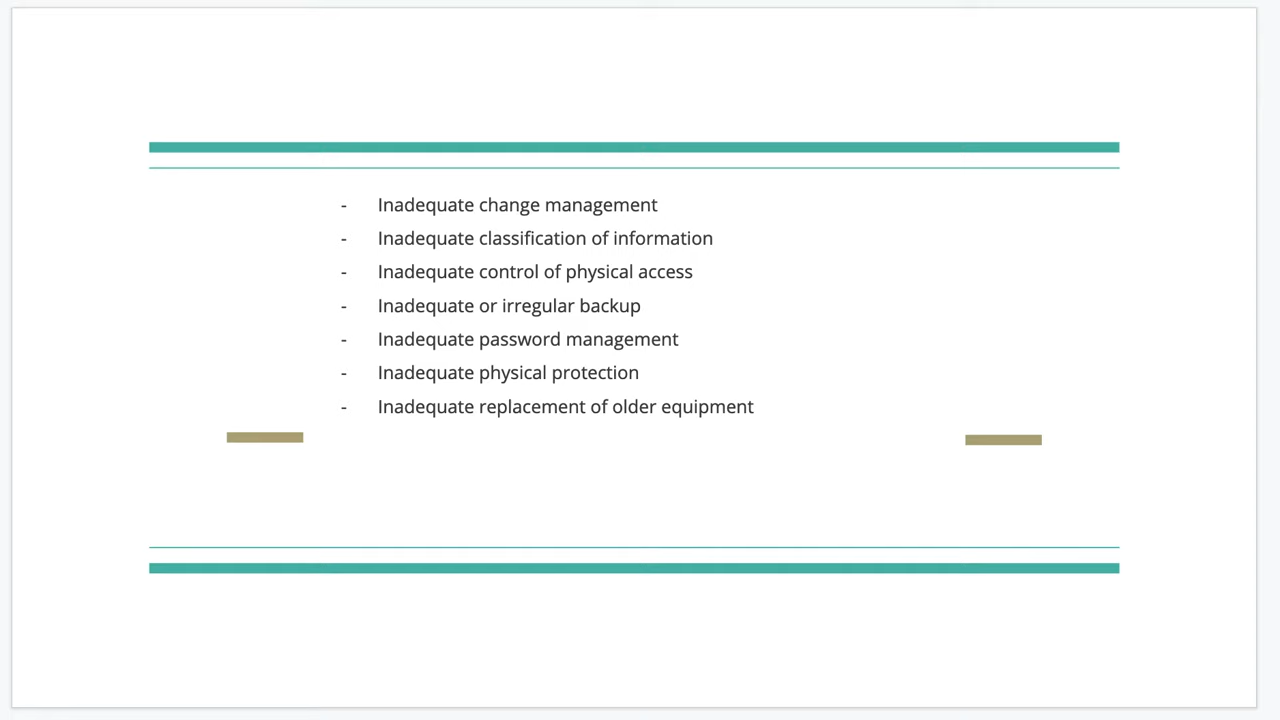 - Inadequate change management
- Inadequate classification of information
- Inadequate control of physical access
- Inadequate or irregular backup
- Inadequate password management
- Inadequate physical protection
- Inadequate replacement of older equipment